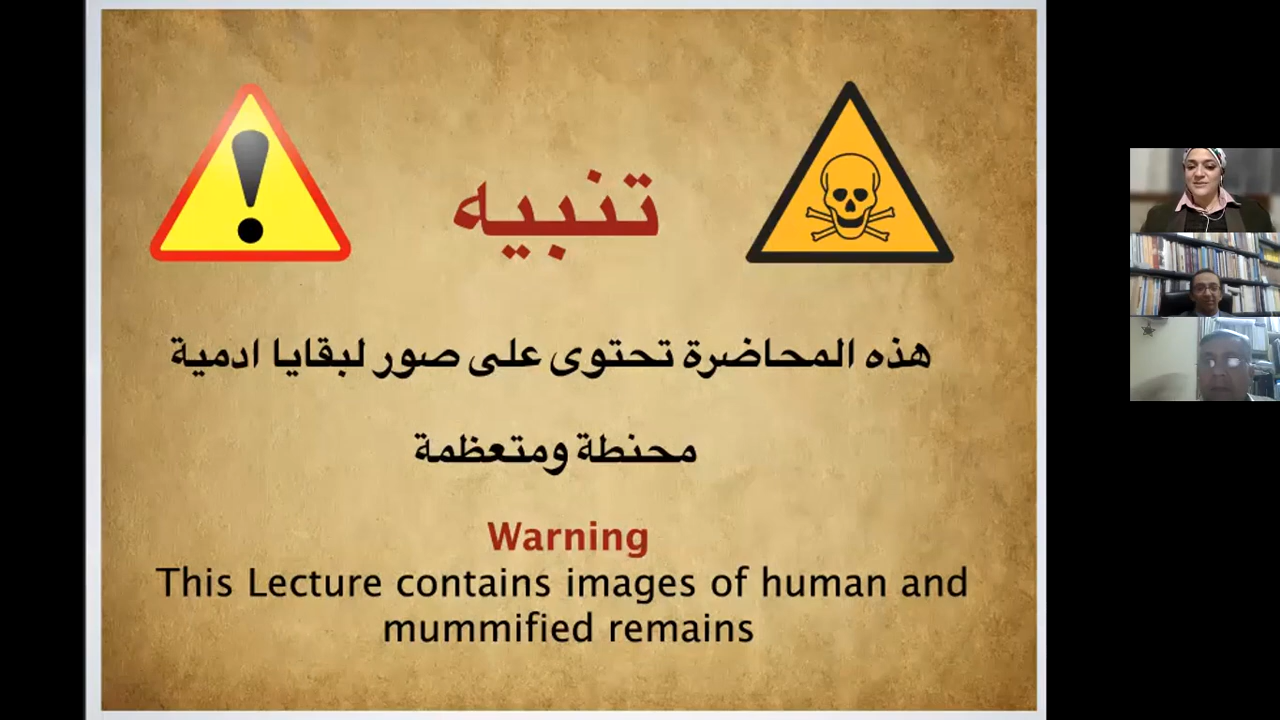 تنبيه
هذه المحاضرة تحتوى على صور لبقايا ادمية
محنطة ومتعظمة
Warning
This Lecture contains images of human and
mummified remains